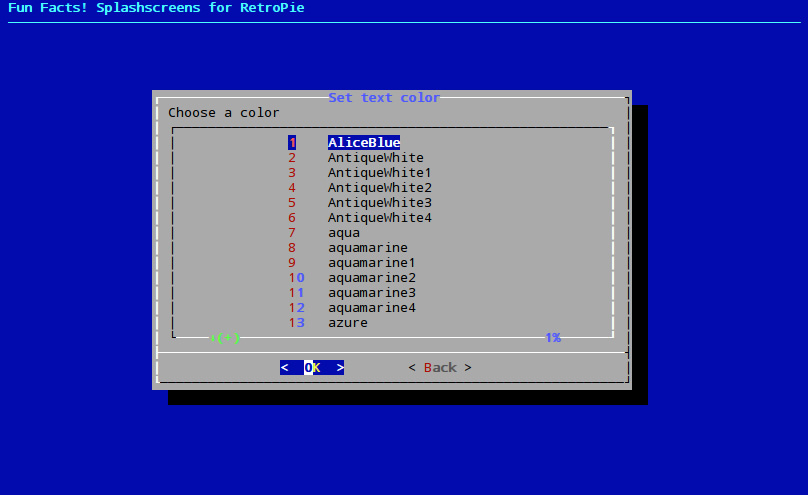 Fun Facts! Splashscreens for RetroPie
Set text color
Choose a color
1 AliceBlue
2 AntiqueWhite
3 AntiqueWhite1
4 AntiqueWhite2
5 AntiqueWhite3
6 AntiqueWhite4
7 aqua
8 aquamarine
9 aquamarine1
10 aquamarine2
11 aquamarine3
12 aquamarine4
13 azure
1%
< OK > < Back >